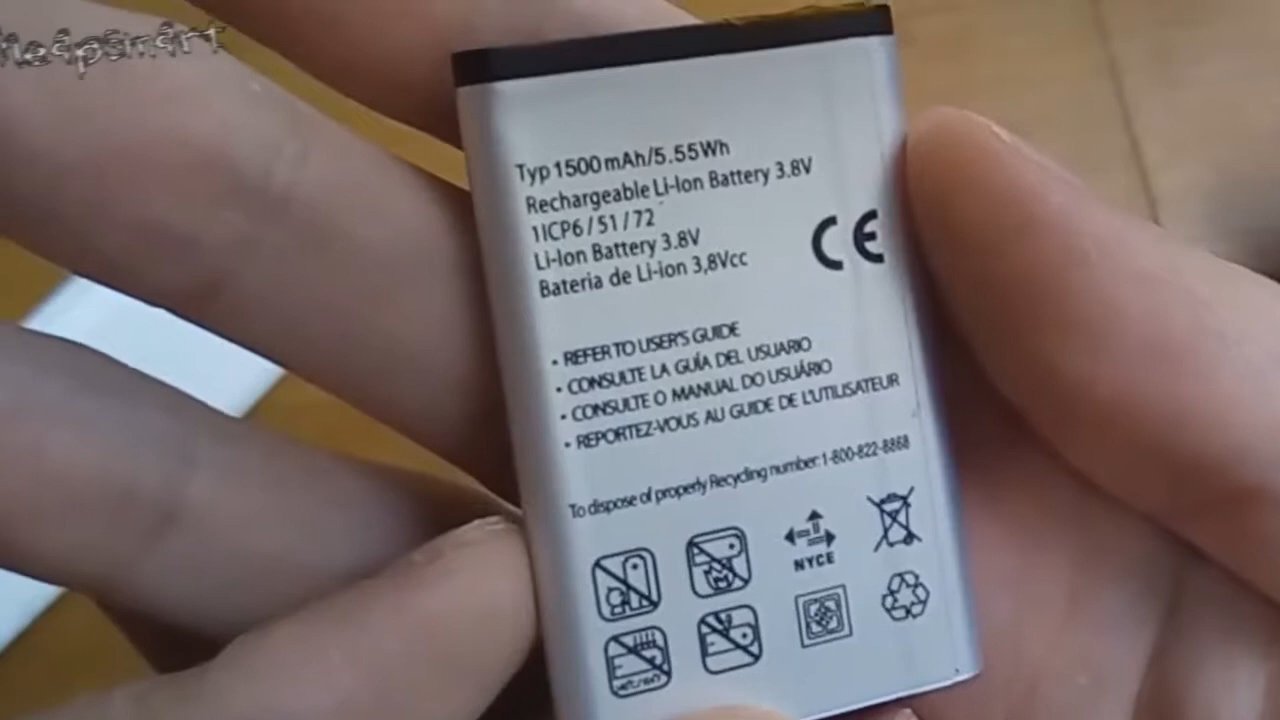 Typ 1500 mAh/5.55Wh
Rechargeable Li-Ion Battery 3.8V
1ICP6/51/72
Li-Ion Battery 3.8V
Bateria de Li-ion 3,8Vcc
CE
• REFER TO USER'S GUIDE
• CONSULTE LA GUÍA DEL USUARIO
• CONSULTE O MANUAL DO USUÁRIO
• REPORTEZ-VOUS AU GUIDE DE L'UTILISATEUR
To dispose of properly Recycling number: 1-800-822-8868
NYCE